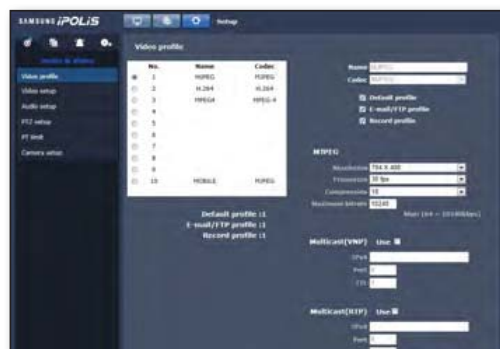 SAMSUNG iPOLiS
Setup
Video profile
Video profile
Video setup
Audio setup
PTZ setup
PT limit
Camera setup
No. Name Codec
1 MJPEG MJPEG
2 H.264 H.264
3 MPEG4 MPEG-4
4
5
6
7
8
9
10 MOBILE MJPEG
Default profile :1
E-mail/FTP profile :1
Record profile :1
Name MJPEG
Codec MJPEG
Default profile
E-mail/FTP profile
Record profile
MJPEG
Resolution
Framerate 30 fps
Compression 10
Maximum bitrate 10240
Multicast(VNP) Use
IPv4
Port
TTL
Multicast(RTP) Use
IPv4
Port